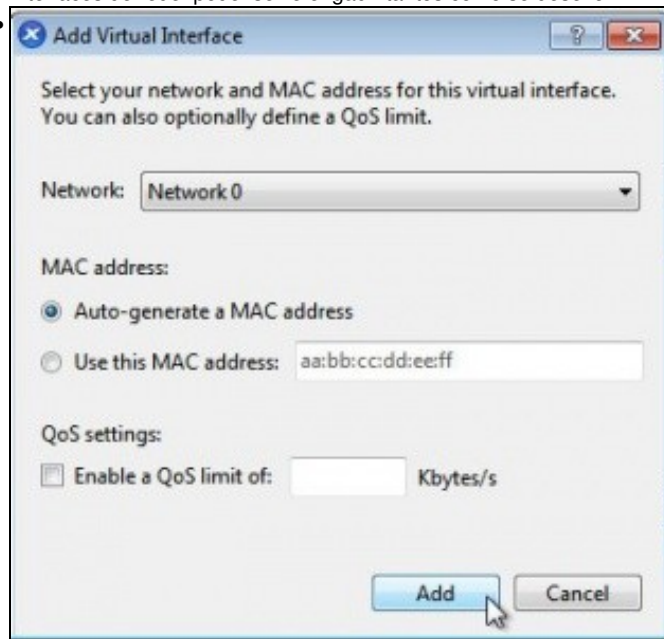 Add Virtual Interface
Select your network and MAC address for this virtual interface.
You can also optionally define a QoS limit.
Network: Network 0
MAC address:
Auto-generate a MAC address
Use this MAC address: aa:bb:cc:dd:ee:ff
QoS settings:
Enable a QoS limit of: Kbytes/s
Add Cancel